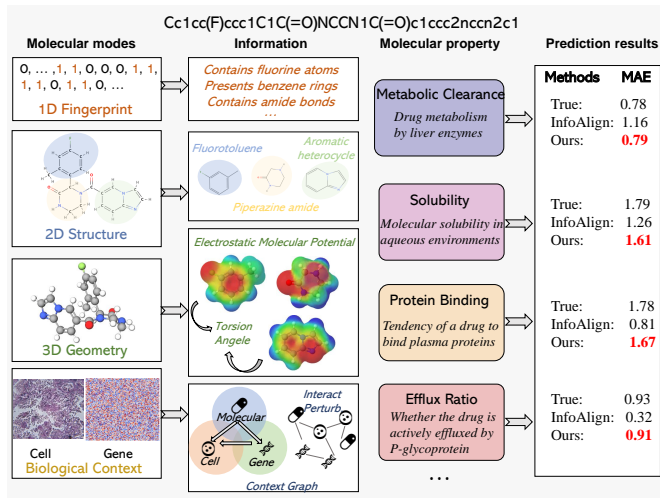 Cc1cc(F)ccc1C1C(=O)NCCN1C(=O)c1ccc2nccn2c1
Molecular modes
Information
Molecular property
Prediction results
O, ... ,1, 1, O, O, O, 1, 1,
1, 1, O, 1, 1, O, O, ...
1D Fingerprint
Contains fluorine atoms
Presents benzene rings
Contains amide bonds
...
2D Structure
Fluorotoluene
Aromatic
heterocycle
Piperazine amide
3D Geometry
Electrostatic Molecular Potential
Torsion
Angele
Cell
Gene
Biological Context
Molecular
Cell
Gene
Interact
Perturb
Context Graph
Metabolic Clearance
Drug metabolism
by liver enzymes
Solubility
Molecular solubility in
aqueous environments
Protein Binding
Tendency of a drug to
bind plasma proteins
Efflux Ratio
Whether the drug is
actively effluxed by
P-glycoprotein
...
Methods MAE
True: 0.78
InfoAlign: 1.16
Ours: 0.79
True: 1.79
InfoAlign: 1.26
Ours: 1.61
True: 1.78
InfoAlign: 0.81
Ours: 1.67
True: 0.93
InfoAlign: 0.32
Ours: 0.91